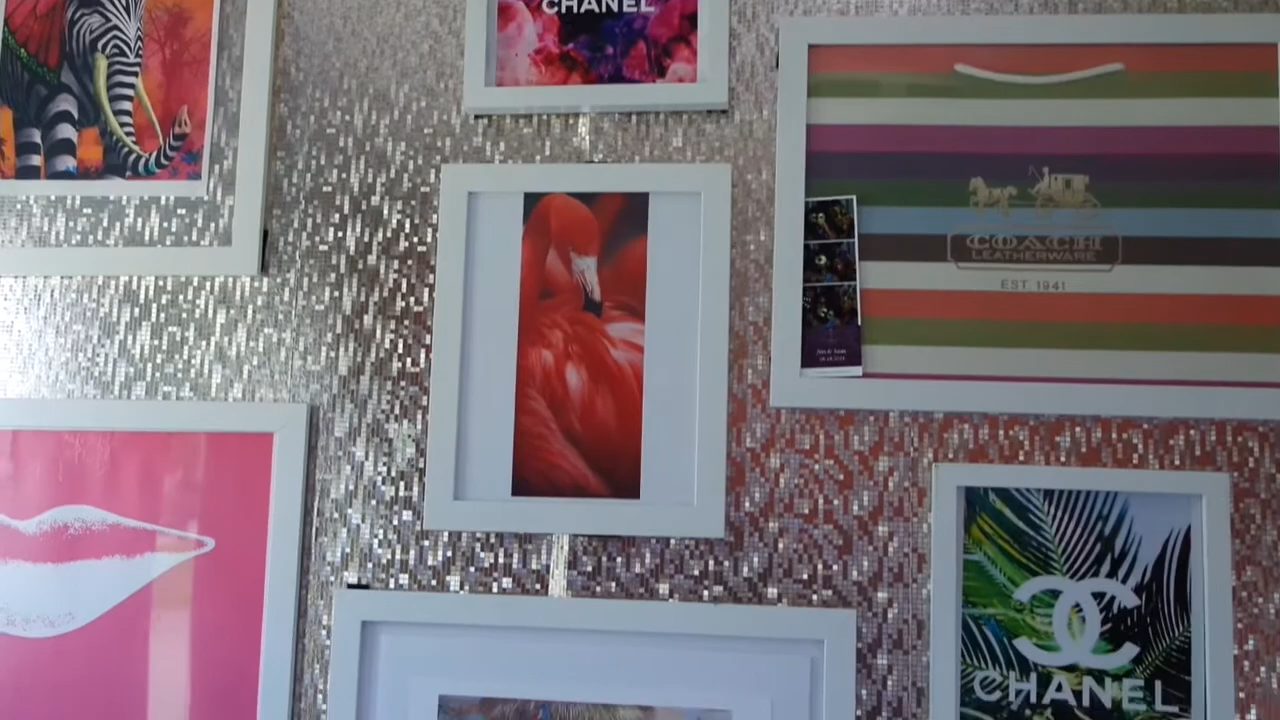 CHANEL
COACH
LEATHERWARE
EST. 1941
CHANEL